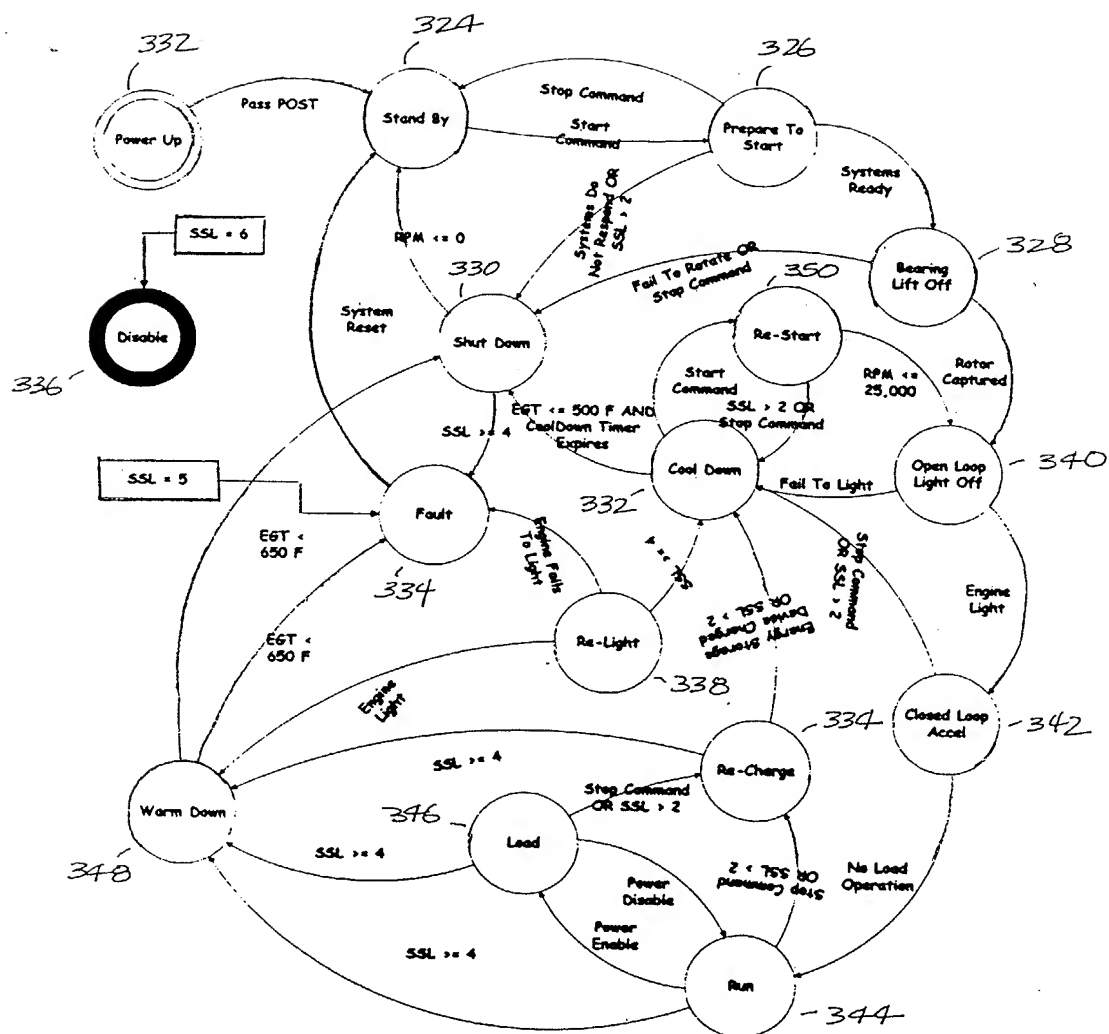 332
324
326
Power Up
Pass POST
Stand By
Stop Command
Start
Command
Prepare To
Start
Systems
Ready
Systems Do
Not Respond OR
SSL > 2
SSL = 6
RPM <= 0
330
Fail To Rotate OR
Stop Command
350
328
Bearing
Lift Off
Disable
336
System
Reset
Shut Down
Re-Start
Start
Command
RPM <=
25,000
Rotor
Captured
EGT <= 500 F AND
CoolDown Timer
Expires
SSL > 2 OR
Stop Command
SSL >= 4
SSL = 5
Cool Down
332
Fail To Light
Open Loop
Light Off
340
Fault
334
EGT <
650 F
Engine Fails
To Light
SSL >= 4
Stop Command
OR SSL > 2
Energy Storage
Device Charged
OR SSL > 2
Engine
Light
EGT <
650 F
Re-Light
338
Engine
Light
334
Closed Loop
Accel
342
Re-Charge
SSL >= 4
Stop Command
OR SSL > 2
Warm Down
348
346
Load
SSL >= 4
Power
Disable
Power
Enable
Stop Command
OR SSL > 2
No Load
Operation
SSL >= 4
Run
344